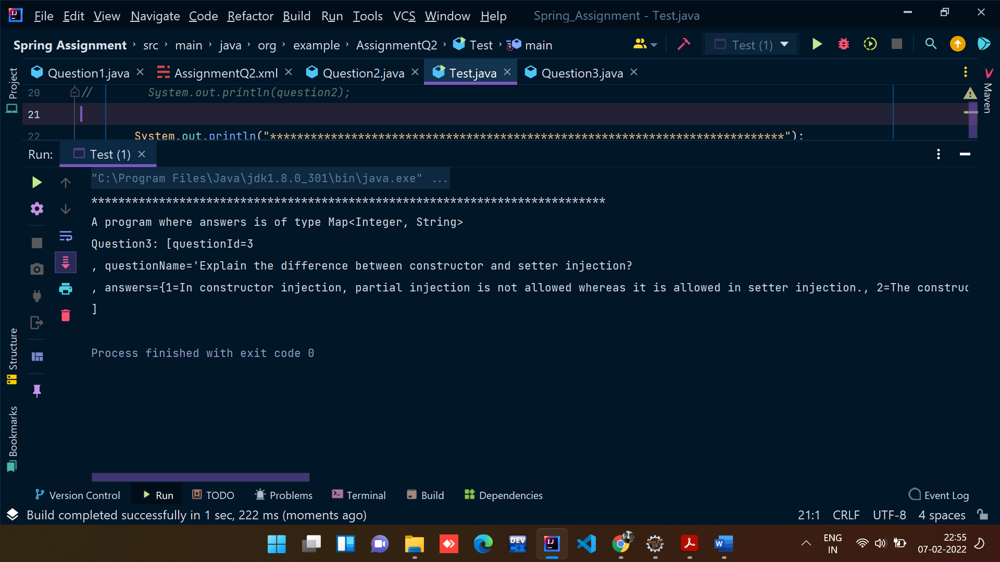 File Edit View Navigate Code Refactor Build Run Tools VCS Window Help Spring_Assignment - Test.java
Spring Assignment › src › main › java › org › example › AssignmentQ2 › Test › main Test (1)
Question1.java AssignmentQ2.xml Question2.java Test.java Question3.java
Project
Maven
20 // System.out.println(question2);
21
22 System.out.println("****************************************************************************");
Run: Test (1)
"C:\Program Files\Java\jdk1.8.0_301\bin\java.exe" ...
****************************************************************************
A program where answers is of type Map<Integer, String>
Question3: [questionId=3
, questionName='Explain the difference between constructor and setter injection?
, answers={1=In constructor injection, partial injection is not allowed whereas it is allowed in setter injection., 2=The construc
]
Process finished with exit code 0
Structure
Bookmarks
Version Control Run TODO Problems Terminal Build Dependencies Event Log
Build completed successfully in 1 sec, 222 ms (moments ago) 21:1 CRLF UTF-8 4 spaces
DEV C++ IJ Java EE IDE W
ENG 22:55
IN 07-02-2022